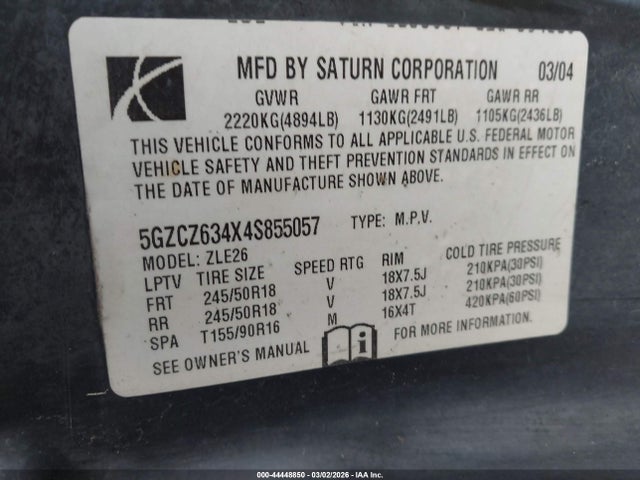 MFD BY SATURN CORPORATION 03/04
GVWR GAWR FRT GAWR RR
2220KG(4894LB) 1130KG(2491LB) 1105KG(2436LB)
THIS VEHICLE CONFORMS TO ALL APPLICABLE U.S. FEDERAL MOTOR
VEHICLE SAFETY AND THEFT PREVENTION STANDARDS IN EFFECT ON
THE DATE OF MANUFACTURE SHOWN ABOVE.
5GZCZ634X4S855057 TYPE: M.P.V.
MODEL: ZLE26
LPTV TIRE SIZE SPEED RTG RIM COLD TIRE PRESSURE
FRT 245/50R18 V 18X7.5J 210KPA(30PSI)
RR 245/50R18 V 18X7.5J 210KPA(30PSI)
SPA T155/90R16 M 16X4T 420KPA(60PSI)
SEE OWNER'S MANUAL FOR MORE INFORMATION.
000-44448850 - 03/02/2026 - IAA Inc.